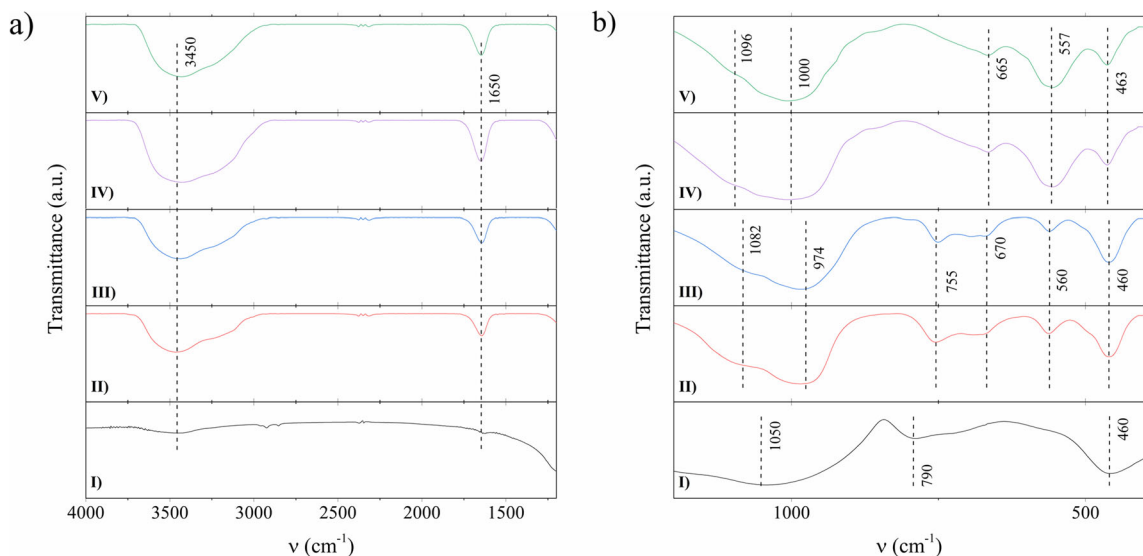 a)
Transmittance (a.u.)
3450
1650
V)
IV)
III)
II)
I)
4000 3500 3000 2500 2000 1500
ν (cm⁻¹)
b)
Transmittance (a.u.)
1096
1000
665
557
463
V)
IV)
1082
974
755
670
560
460
III)
II)
1050
790
460
I)
1000 500
ν (cm⁻¹)